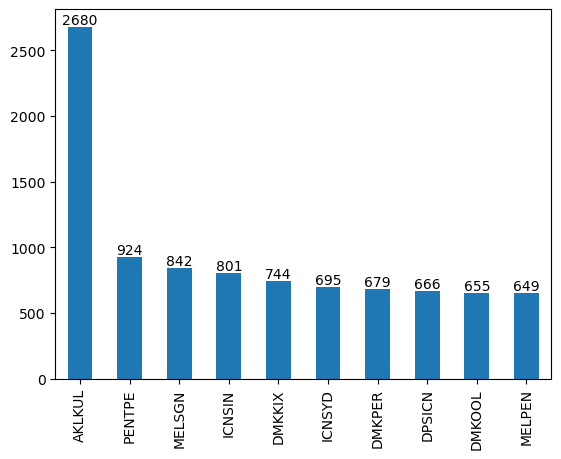 2680
924
842
801
744
695
679
666
655
649
2500
2000
1500
1000
500
0
AKLKUL
PENTPE
MELSGN
ICNSIN
DMKKIX
ICNSYD
DMKPER
DPSICN
DMKOOL
MELPEN